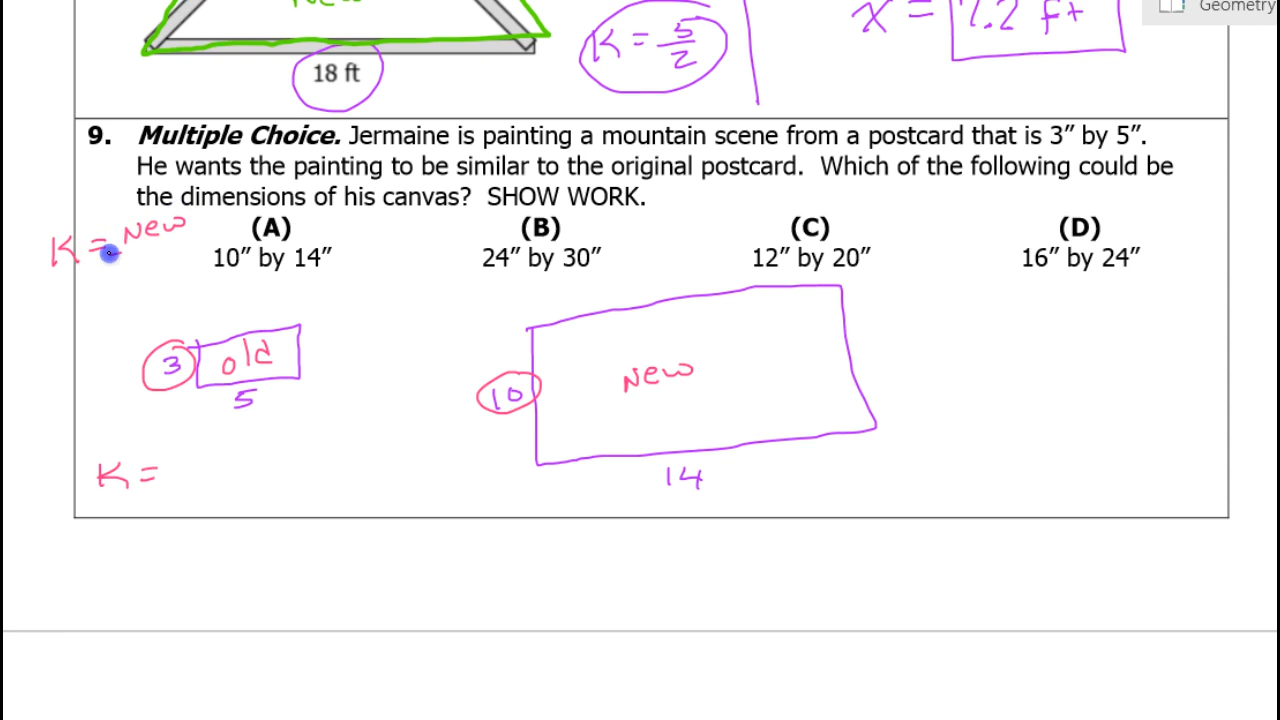 Geometry
New
K = 5/2
x = 7.2 ft
18 ft
9. Multiple Choice. Jermaine is painting a mountain scene from a postcard that is 3” by 5”.
He wants the painting to be similar to the original postcard. Which of the following could be
the dimensions of his canvas? SHOW WORK.
K = New
(A) (B) (C) (D)
10” by 14” 24” by 30” 12” by 20” 16” by 24”
3 old
5
New
10
14
K =